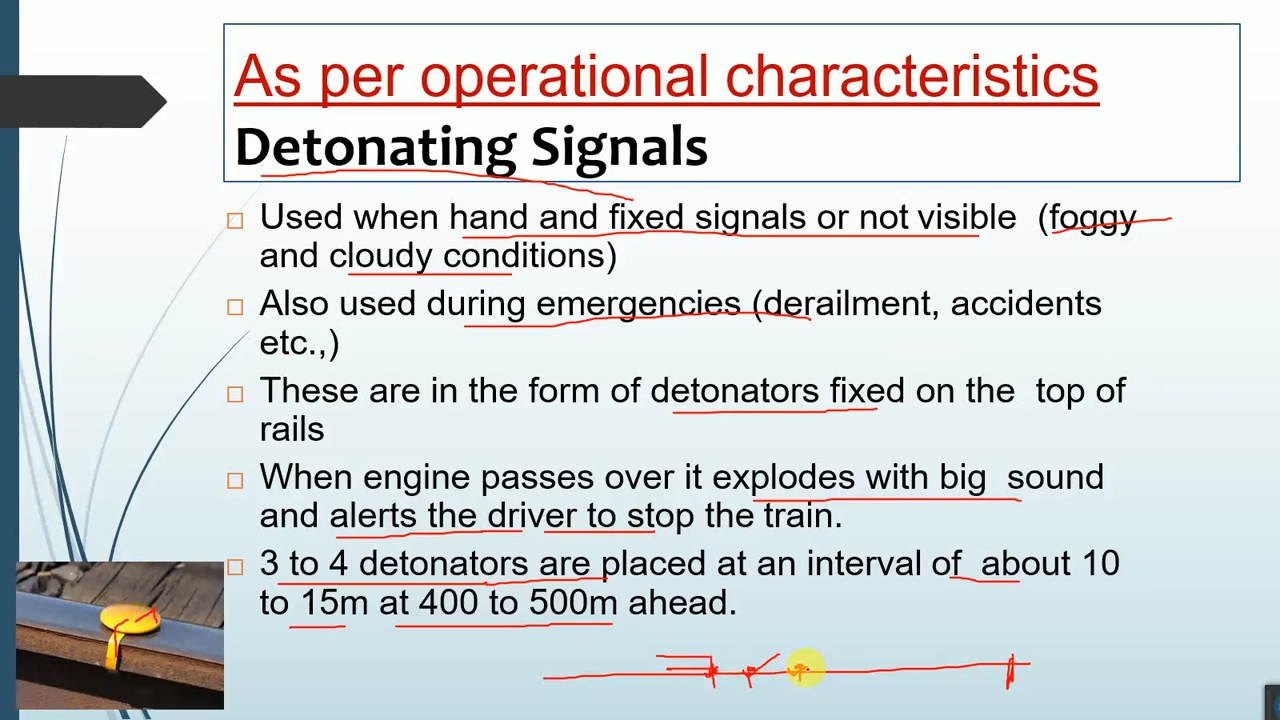 As per operational characteristics
Detonating Signals
Used when hand and fixed signals or not visible (foggy
and cloudy conditions)
Also used during emergencies (derailment, accidents
etc.,)
These are in the form of detonators fixed on the top of
rails
When engine passes over it explodes with big sound
and alerts the driver to stop the train.
3 to 4 detonators are placed at an interval of about 10
to 15m at 400 to 500m ahead.